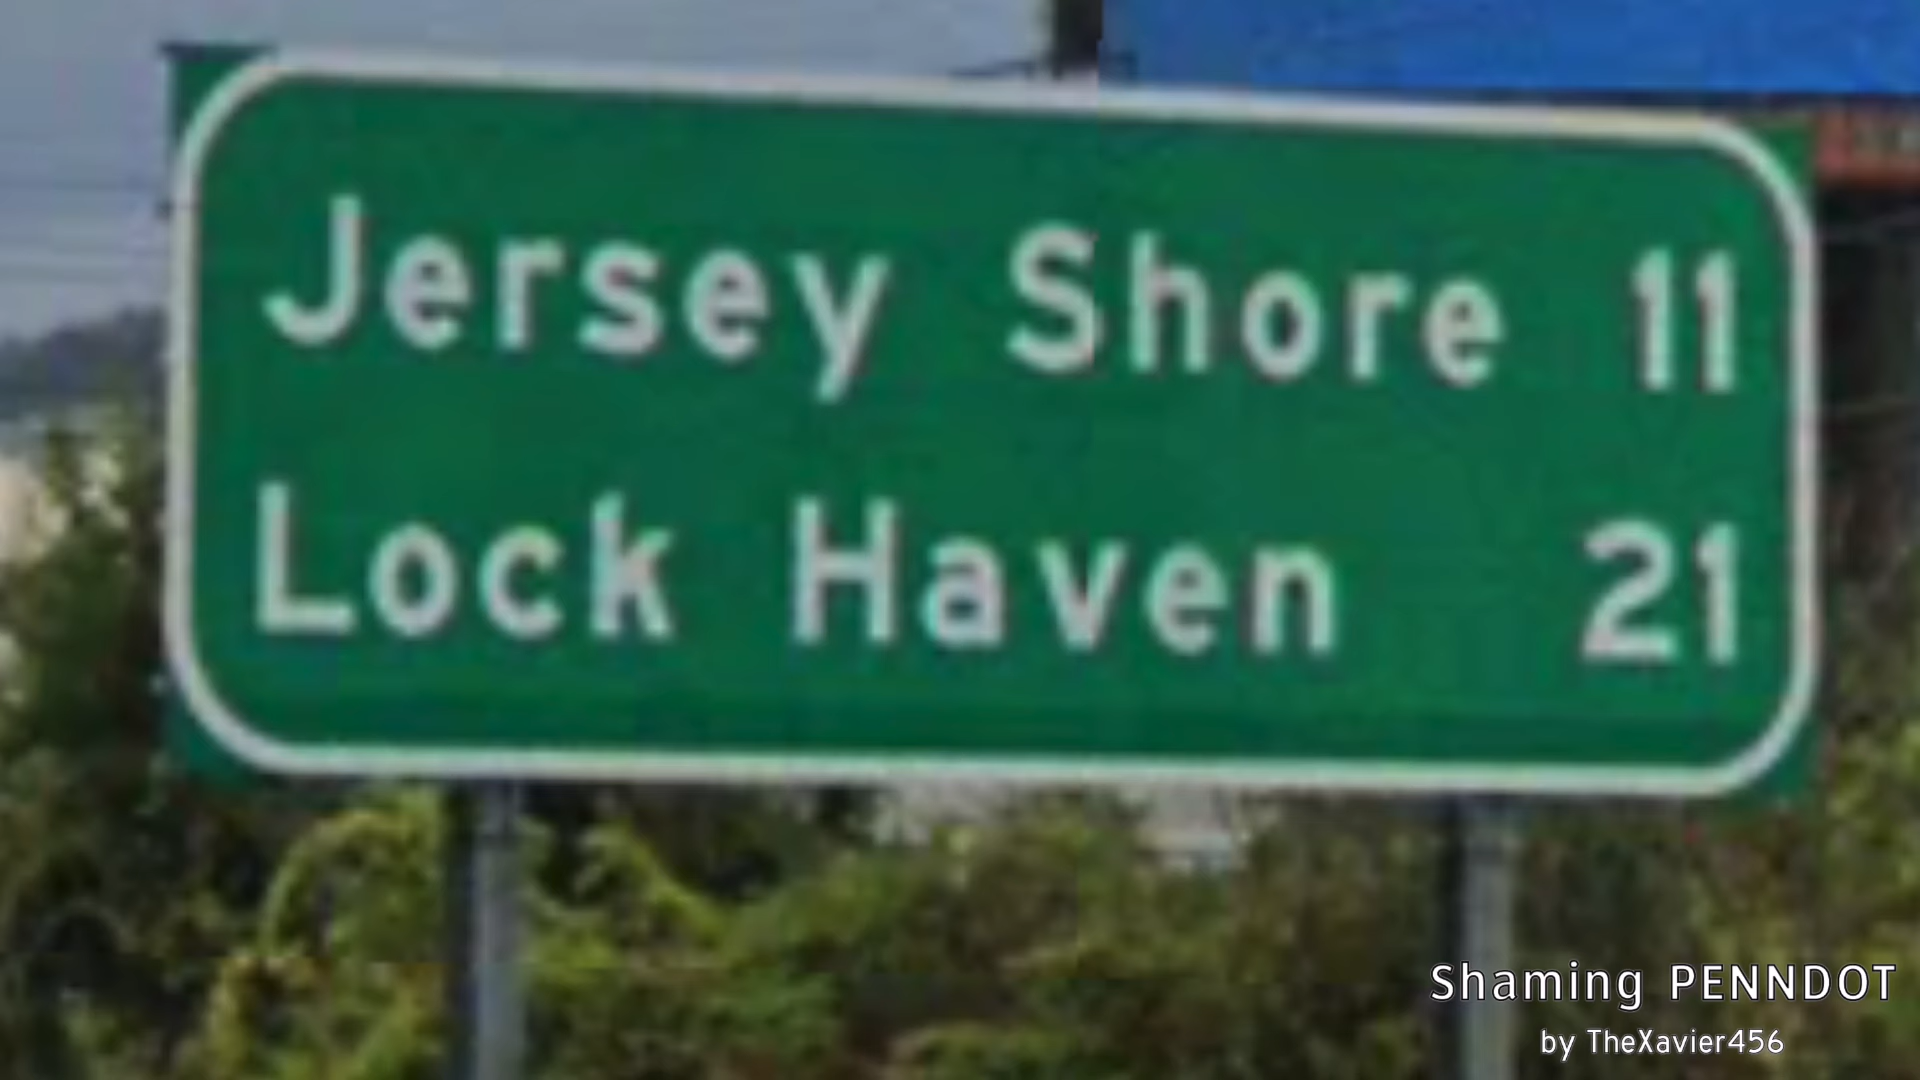 Jersey Shore 11
Lock Haven 21
Shaming PENNDOT
by TheXavier456